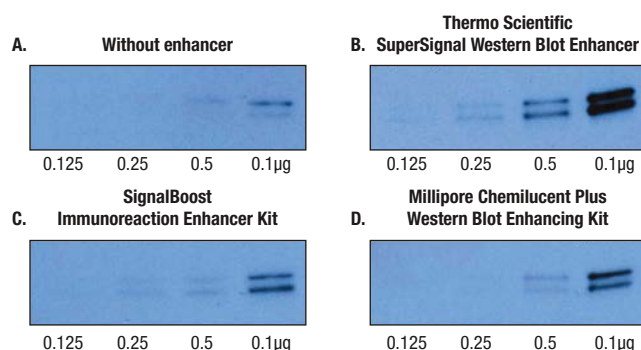 A. Without enhancer
Thermo Scientific
B. SuperSignal Western Blot Enhancer
0.125 0.25 0.5 0.1µg
0.125 0.25 0.5 0.1µg
SignalBoost
C. Immunoreaction Enhancer Kit
Millipore Chemilucent Plus
D. Western Blot Enhancing Kit
0.125 0.25 0.5 0.1µg
0.125 0.25 0.5 0.1µg